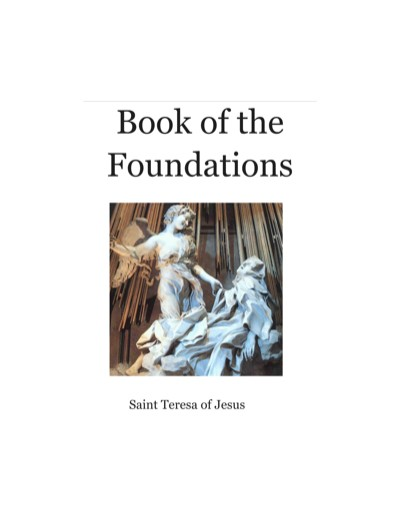 Book of the
Foundations
Saint Teresa of Jesus